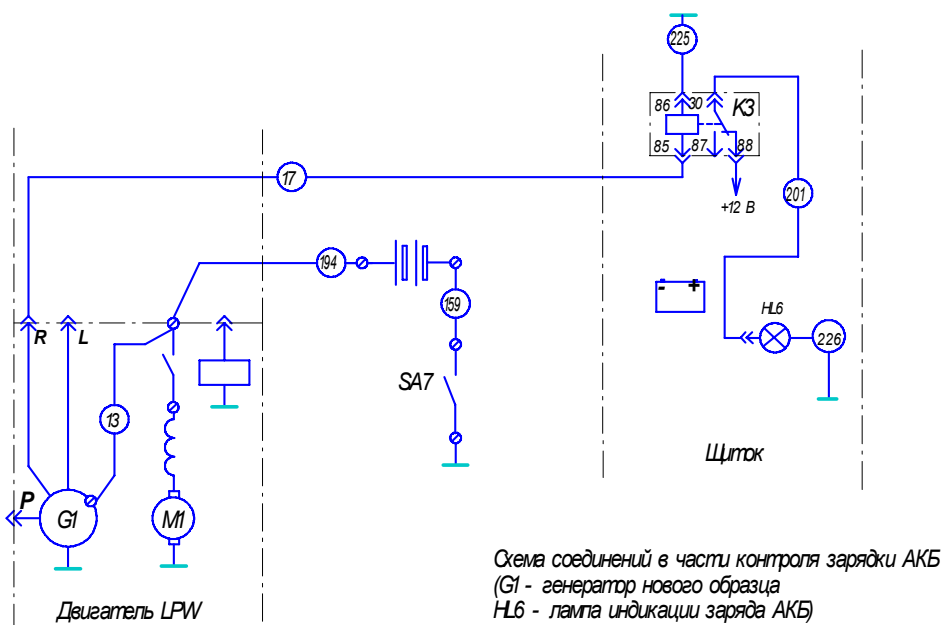 225
86
30
K3
85
87
88
17
+12 В
201
194
159
- +
HL6
226
R
L
SA7
13
Щиток
P
G1
M1
Двигатель LPW
Схема соединений в части контроля зарядки АКБ
(G1 - генератор нового образца
HL6 - лампа индикации заряда АКБ)